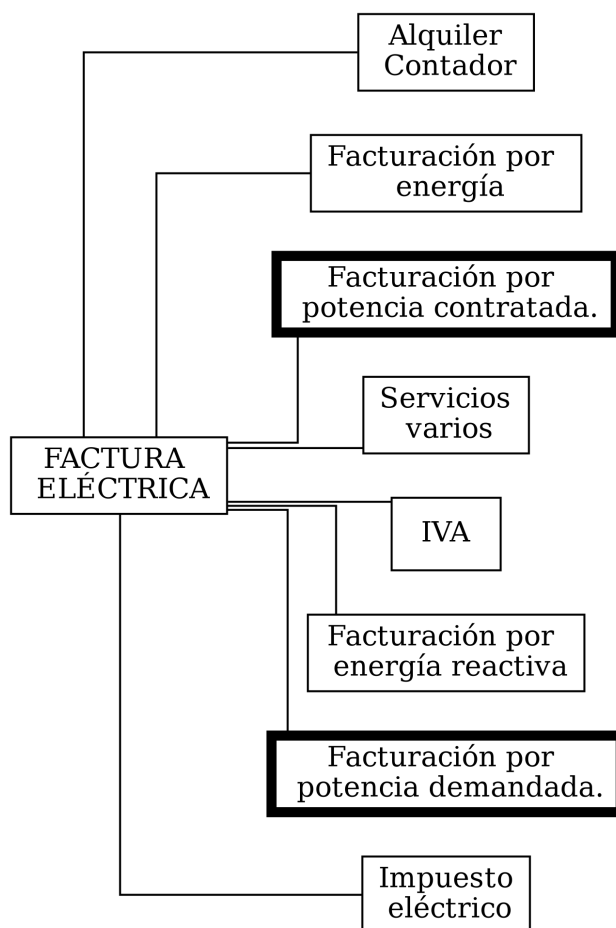 Alquiler
Contador
Facturación por
energía
Facturación por
potencia contratada.
Servicios
varios
FACTURA
ELÉCTRICA
IVA
Facturación por
energía reactiva
Facturación por
potencia demandada.
Impuesto
eléctrico